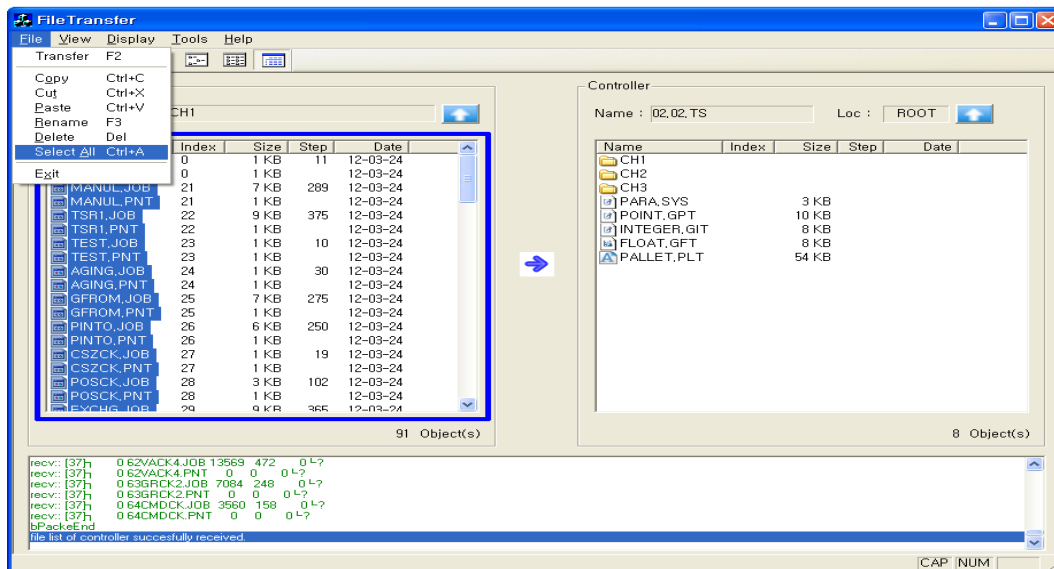 FileTransfer
File View Display Tools Help
Transfer F2
Copy Ctrl+C
Cut Ctrl+X
Paste Ctrl+V
Rename F3
Delete Del
Select All Ctrl+A
Exit
CH1
Index Size Step Date
0 1 KB 11 12-03-24
0 1 KB 12-03-24
MANUL.JOB 21 7 KB 289 12-03-24
MANUL.PNT 21 1 KB 12-03-24
TSR1.JOB 22 9 KB 375 12-03-24
TSR1.PNT 22 1 KB 12-03-24
TEST.JOB 23 1 KB 10 12-03-24
TEST.PNT 23 1 KB 12-03-24
AGING.JOB 24 1 KB 30 12-03-24
AGING.PNT 24 1 KB 12-03-24
GFROM.JOB 25 7 KB 275 12-03-24
GFROM.PNT 25 1 KB 12-03-24
PINTO.JOB 26 6 KB 250 12-03-24
PINTO.PNT 26 1 KB 12-03-24
CSZCK.JOB 27 1 KB 19 12-03-24
CSZCK.PNT 27 1 KB 12-03-24
POSCK.JOB 28 3 KB 102 12-03-24
POSCK.PNT 28 1 KB 12-03-24
EXCHG.JOB 29 9 KB 365 12-03-24
91 Object(s)
Controller
Name : 02.02.TS Loc : ROOT
Name Index Size Step Date
CH1
CH2
CH3
PARA.SYS 3 KB
POINT.GPT 10 KB
INTEGER.GIT 8 KB
FLOAT.GFT 8 KB
PALLET.PLT 54 KB
8 Object(s)
recv:: [37]┐ 0 62VACK4.JOB 13569 472 0 └?
recv:: [37]┐ 0 62VACK4.PNT 0 0 0 └?
recv:: [37]┐ 0 63GRCK2.JOB 7084 248 0 └?
recv:: [37]┐ 0 63GRCK2.PNT 0 0 0 └?
recv:: [37]┐ 0 64CMDCK.JOB 3560 158 0 └?
recv:: [37]┐ 0 64CMDCK.PNT 0 0 0 └?
bPackeEnd
file list of controller succesfully received.
CAP NUM